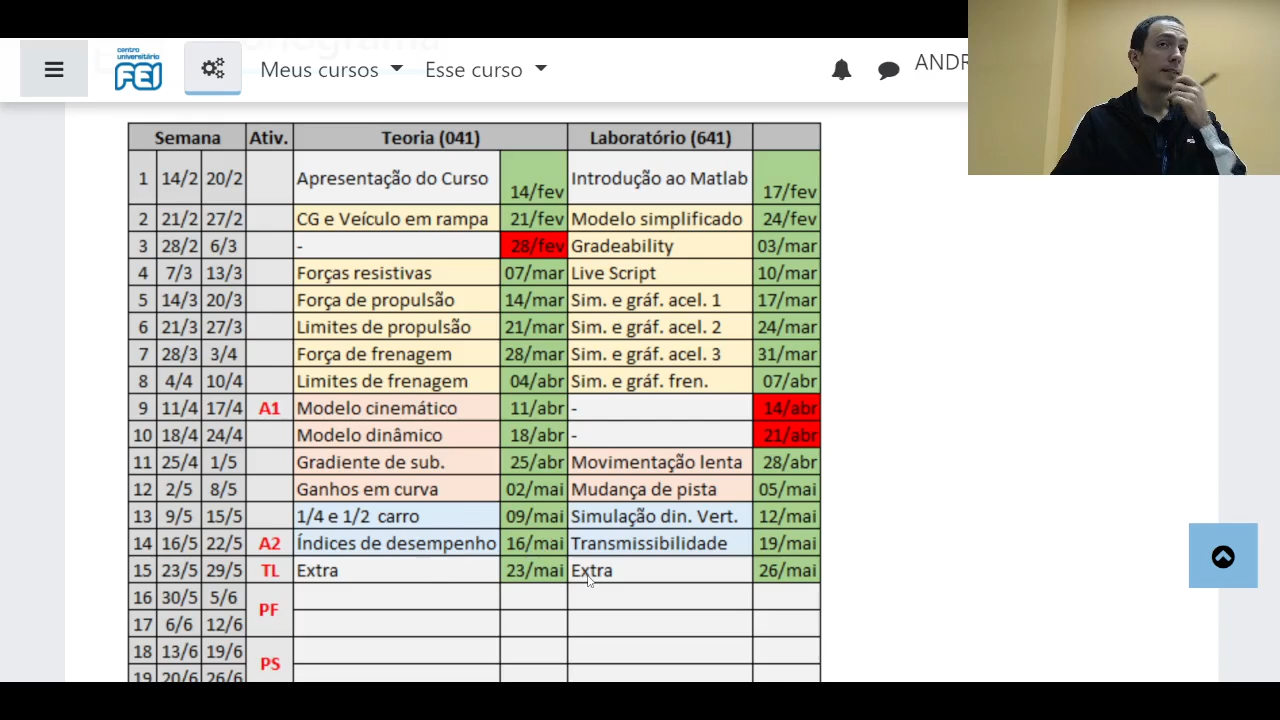 centro
universitário
FEI
Meus cursos
Esse curso
ANDR
Semana Ativ. Teoria (041) Laboratório (641)
1 14/2 20/2 Apresentação do Curso 14/fev Introdução ao Matlab 17/fev
2 21/2 27/2 CG e Veículo em rampa 21/fev Modelo simplificado 24/fev
3 28/2 6/3 - 28/fev Gradeability 03/mar
4 7/3 13/3 Forças resistivas 07/mar Live Script 10/mar
5 14/3 20/3 Força de propulsão 14/mar Sim. e gráf. acel. 1 17/mar
6 21/3 27/3 Limites de propulsão 21/mar Sim. e gráf. acel. 2 24/mar
7 28/3 3/4 Força de frenagem 28/mar Sim. e gráf. acel. 3 31/mar
8 4/4 10/4 Limites de frenagem 04/abr Sim. e gráf. fren. 07/abr
9 11/4 17/4 A1 Modelo cinemático 11/abr - 14/abr
10 18/4 24/4 Modelo dinâmico 18/abr - 21/abr
11 25/4 1/5 Gradiente de sub. 25/abr Movimentação lenta 28/abr
12 2/5 8/5 Ganhos em curva 02/mai Mudança de pista 05/mai
13 9/5 15/5 1/4 e 1/2 carro 09/mai Simulação din. Vert. 12/mai
14 16/5 22/5 A2 Índices de desempenho 16/mai Transmissibilidade 19/mai
15 23/5 29/5 TL Extra 23/mai Extra 26/mai
16 30/5 5/6 PF
17 6/6 12/6
18 13/6 19/6 PS
19 20/6 26/6